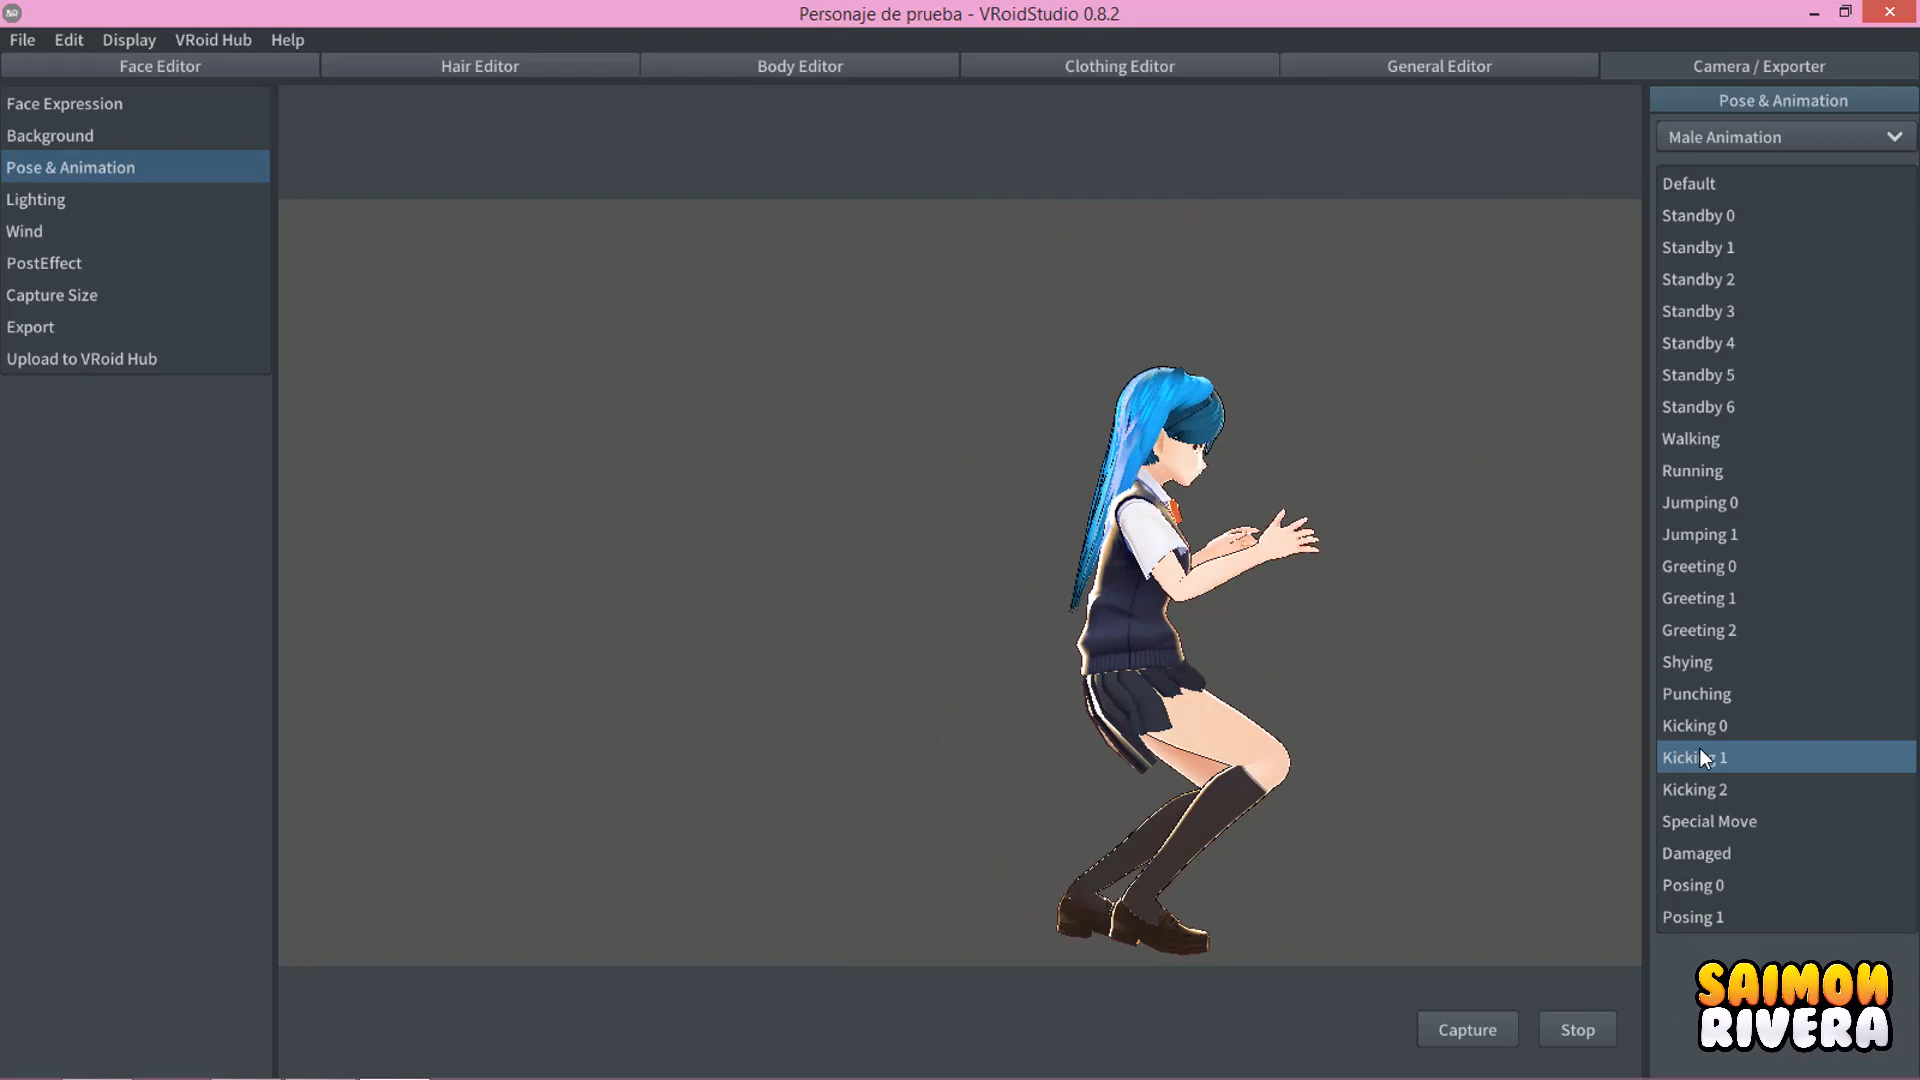 Personaje de prueba - VRoidStudio 0.8.2
File Edit Display VRoid Hub Help
Face Editor Hair Editor Body Editor Clothing Editor General Editor Camera / Exporter
Face Expression
Background
Pose & Animation
Lighting
Wind
PostEffect
Capture Size
Export
Upload to VRoid Hub
Pose & Animation
Male Animation
Default
Standby 0
Standby 1
Standby 2
Standby 3
Standby 4
Standby 5
Standby 6
Walking
Running
Jumping 0
Jumping 1
Greeting 0
Greeting 1
Greeting 2
Shying
Punching
Kicking 0
Kicking 1
Kicking 2
Special Move
Damaged
Posing 0
Posing 1
Capture Stop
SAIMON
RIVERA